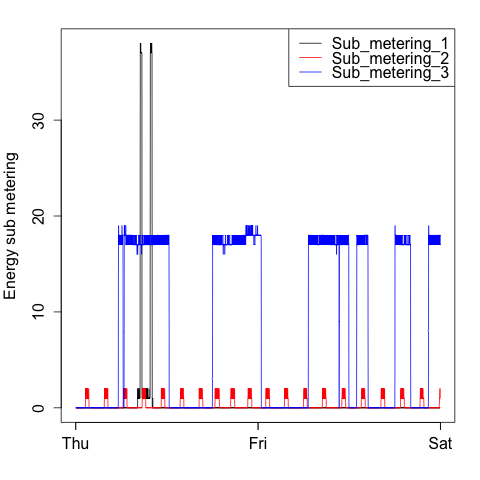 Sub_metering_1
Sub_metering_2
Sub_metering_3
Energy sub metering
30
20
10
0
Thu Fri Sat